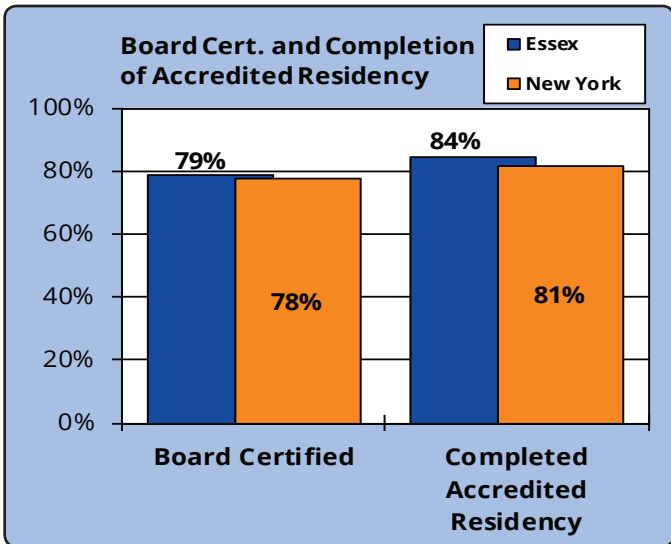 Board Cert. and Completion
of Accredited Residency
Essex
New York
100%
80%
60%
40%
20%
0%
79%
78%
84%
81%
Board Certified
Completed
Accredited
Residency